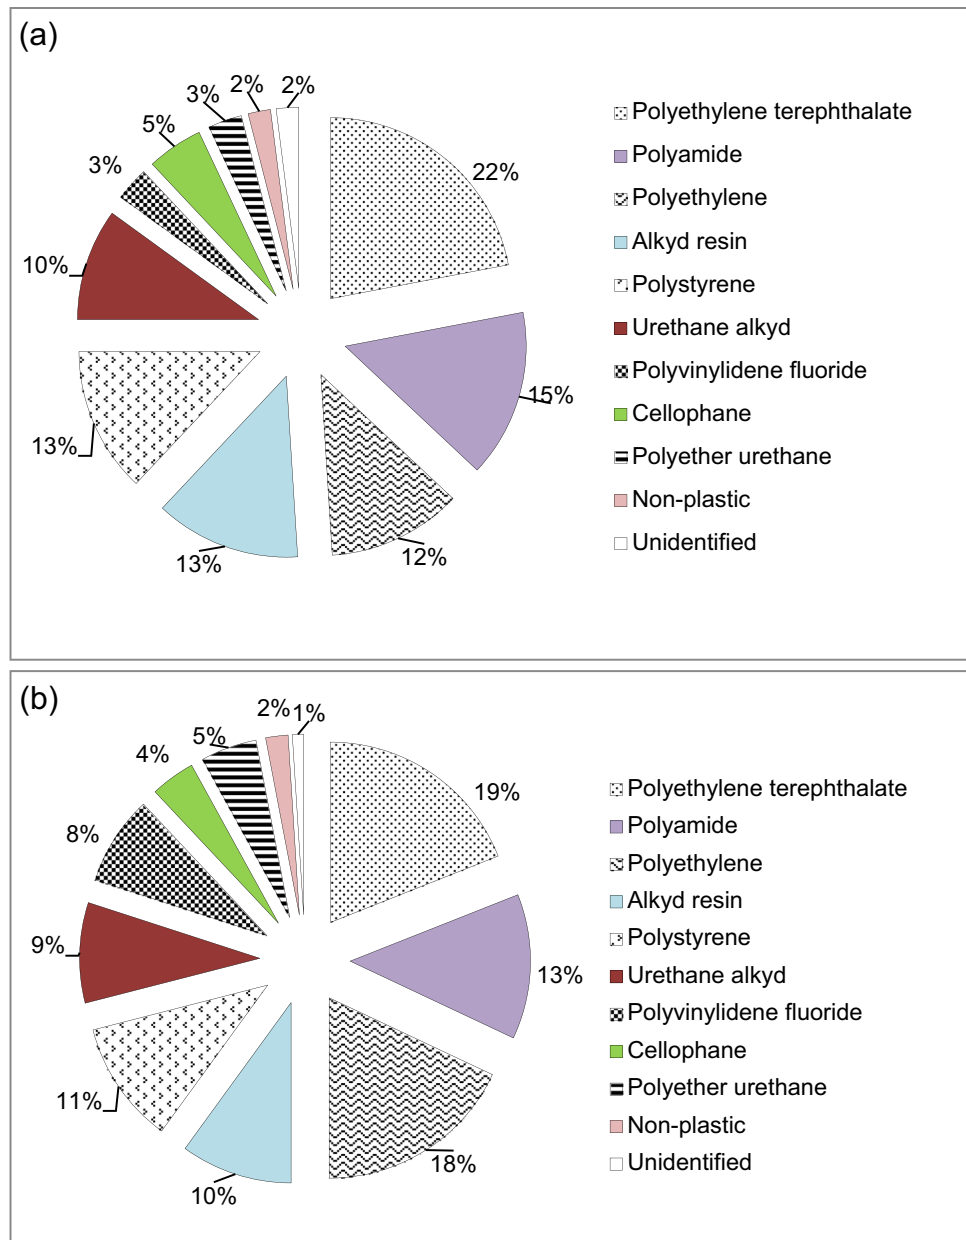 (a)
2%
2%
3%
5%
3%
22%
10%
15%
13%
12%
13%
Polyethylene terephthalate
Polyamide
Polyethylene
Alkyd resin
Polystyrene
Urethane alkyd
Polyvinylidene fluoride
Cellophane
Polyether urethane
Non-plastic
Unidentified
(b)
2%
1%
5%
4%
19%
8%
9%
13%
11%
18%
10%
Polyethylene terephthalate
Polyamide
Polyethylene
Alkyd resin
Polystyrene
Urethane alkyd
Polyvinylidene fluoride
Cellophane
Polyether urethane
Non-plastic
Unidentified